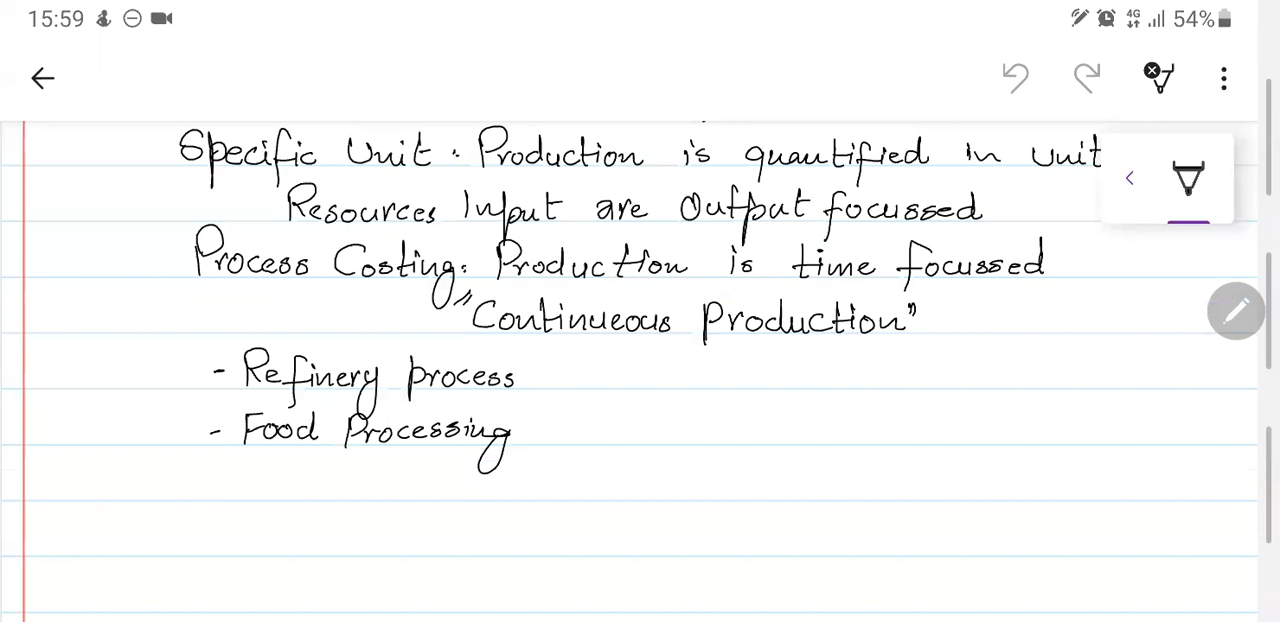 15:59 4G 54%
Specific Unit. Production is quantified in unit
Resources Input are Output focussed
Process Costing. Production is time focussed
"Continueous Production"
- Refinery process
- Food Processing